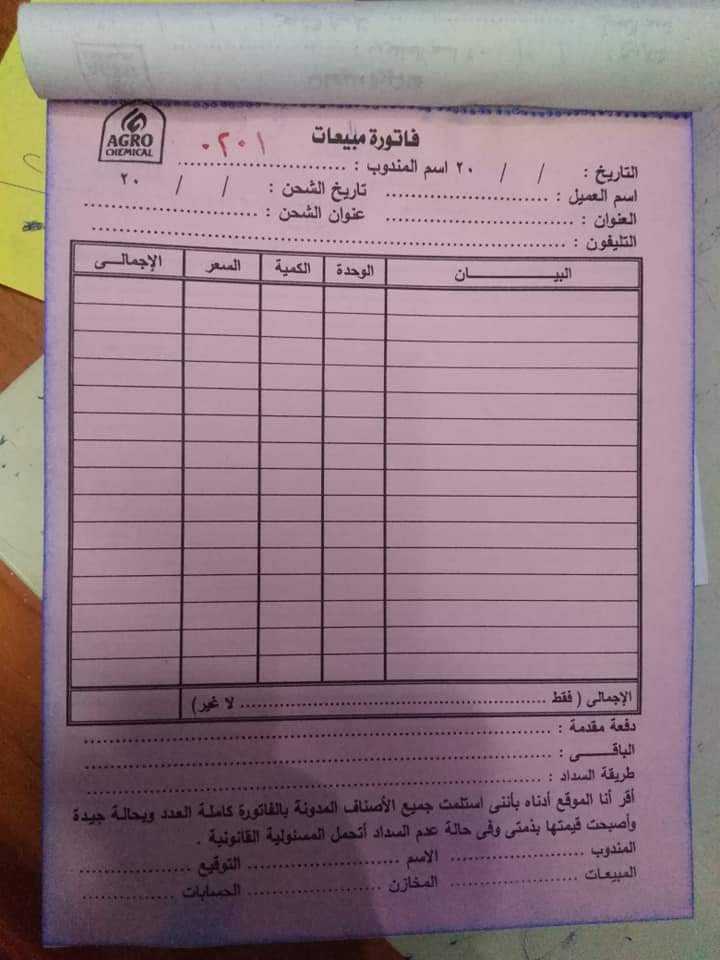 AGRO
CHEMICAL
فاتورة مبيعات
٠٢٠١
التاريخ : / / ٢٠ اسم المندوب : ........................
اسم العميل : ........................ تاريخ الشحن : / / ٢٠
العنوان : ........................ عنوان الشحن : ........................
التليفون : ........................
البيـــــــان الوحدة الكمية السعر الإجمالـى
الإجمالى ( فقط ........................ لا غير)
دفعة مقدمة : ........................
الباقـــى : ........................
طريقة السداد : ........................
أقر أنا الموقع أدناه بأننى استلمت جميع الأصناف المدونة بالفاتورة كاملة العدد وبحالة جيدة
وأصبحت قيمتها بذمتى وفى حالة عدم السداد أتحمل المسئولية القانونية .
المندوب ........................ الاسم ........................ التوقيع ........................
المبيعات ........................ المخازن ........................ الحسابات ........................